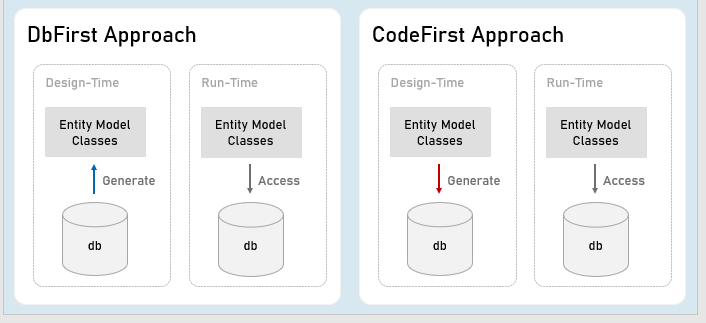 DbFirst Approach
Design-Time
Entity Model
Classes
Generate
db
Run-Time
Entity Model
Classes
Access
db
CodeFirst Approach
Design-Time
Entity Model
Classes
Generate
db
Run-Time
Entity Model
Classes
Access
db